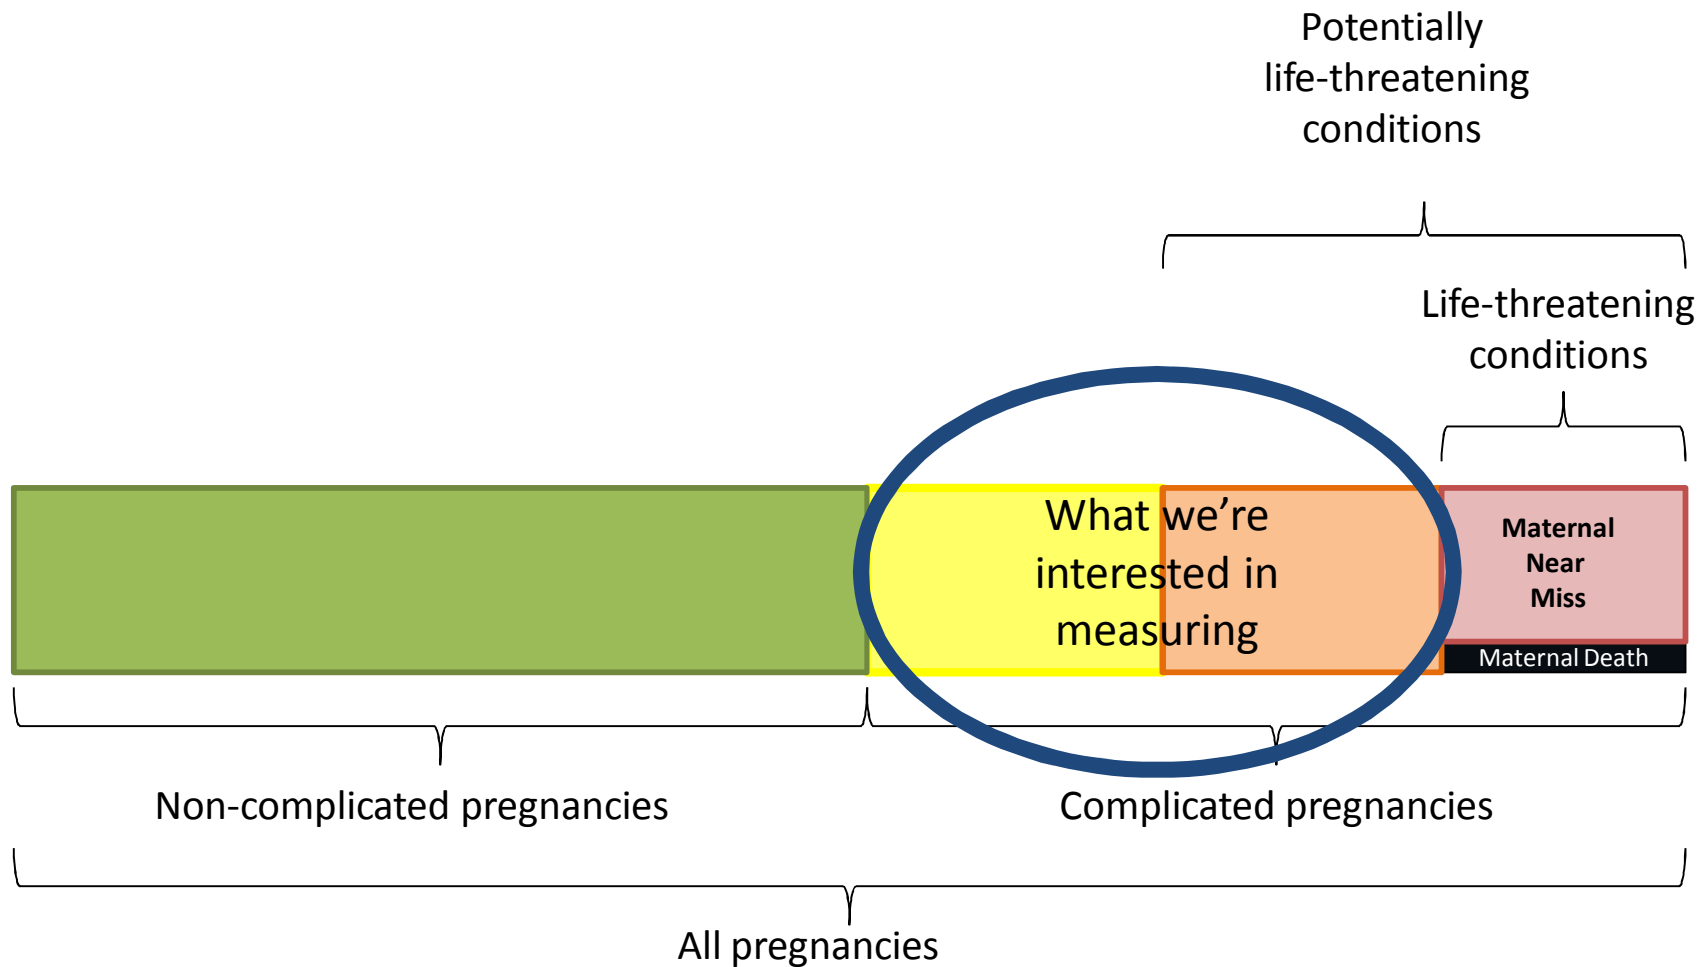 Potentially
life-threatening
conditions
Life-threatening
conditions
What we’re
interested in
measuring
Maternal
Near
Miss
Maternal Death
Non-complicated pregnancies
Complicated pregnancies
All pregnancies